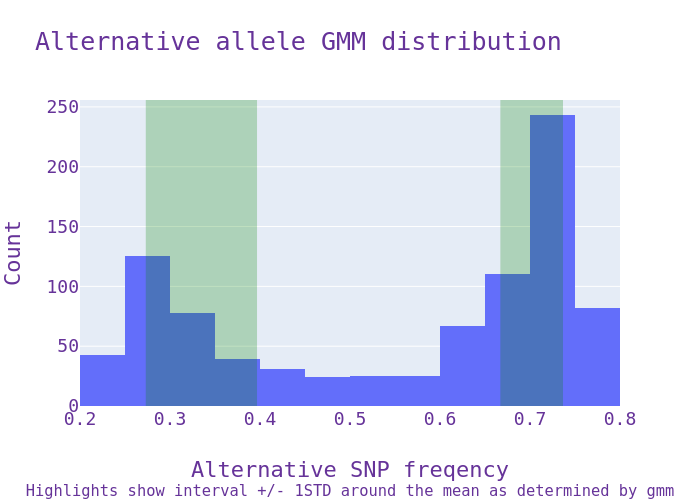 Alternative allele GMM distribution
250
200
150
100
50
0
Count
0.2 0.3 0.4 0.5 0.6 0.7 0.8
Alternative SNP freqency
Highlights show interval +/- 1STD around the mean as determined by gmm